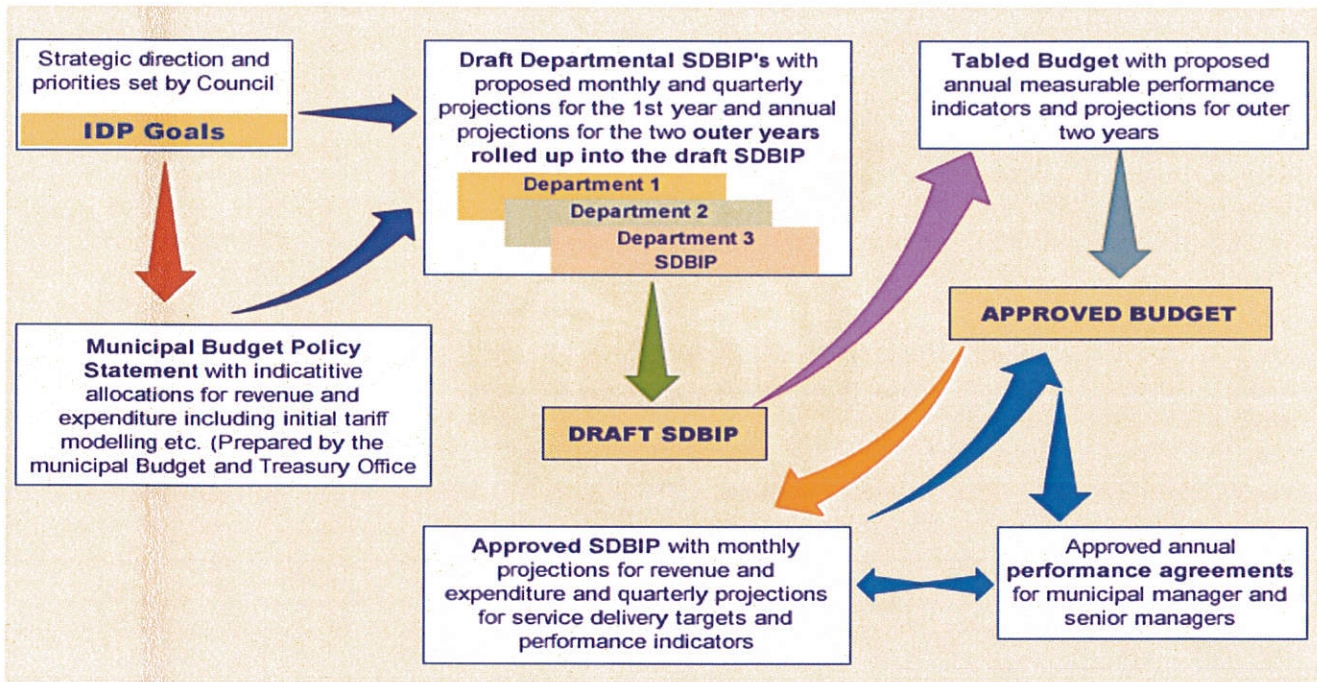 Strategic direction and
priorities set by Council
IDP Goals
Municipal Budget Policy
Statement with indicatitive
allocations for revenue and
expenditure including initial tariff
modelling etc. (Prepared by the
municipal Budget and Treasury Office
Draft Departmental SDBIP's with
proposed monthly and quarterly
projections for the 1st year and annual
projections for the two outer years
rolled up into the draft SDBIP
Department 1
Department 2
Department 3
SDBIP
DRAFT SDBIP
Tabled Budget with proposed
annual measurable performance
indicators and projections for outer
two years
APPROVED BUDGET
Approved SDBIP with monthly
projections for revenue and
expenditure and quarterly projections
for service delivery targets and
performance indicators
Approved annual
performance agreements
for municipal manager and
senior managers